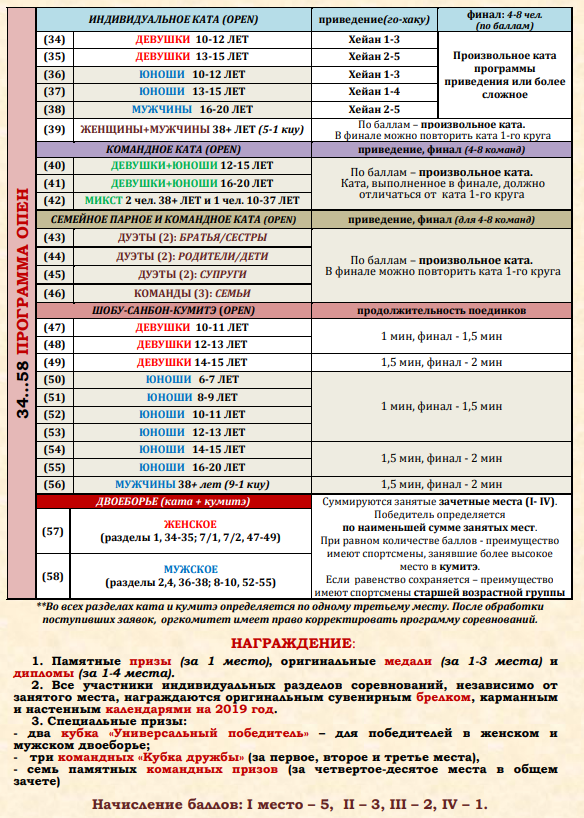 34...58 ПРОГРАММА ОПЕН
ИНДИВИДУАЛЬНОЕ КАТА (OPEN) приведение(го-хаку) финал: 4-8 чел.
(по баллам)
(34) ДЕВУШКИ 10-12 ЛЕТ Хейан 1-3
(35) ДЕВУШКИ 13-15 ЛЕТ Хейан 2-5
(36) ЮНОШИ 10-12 ЛЕТ Хейан 1-3
(37) ЮНОШИ 13-15 ЛЕТ Хейан 1-4
(38) МУЖЧИНЫ 16-20 ЛЕТ Хейан 2-5
Произвольное ката
программы
приведения или более
сложное
(39) ЖЕНЩИНЫ+МУЖЧИНЫ 38+ ЛЕТ (5-1 киу) По баллам – произвольное ката.
В финале можно повторить ката 1-го круга
КОМАНДНОЕ КАТА (OPEN) приведение, финал (4-8 команд)
(40) ДЕВУШКИ+ЮНОШИ 12-15 ЛЕТ
(41) ДЕВУШКИ+ЮНОШИ 16-20 ЛЕТ
(42) МИКСТ 2 чел. 38+ ЛЕТ и 1 чел. 10-37 ЛЕТ
По баллам – произвольное ката.
Ката, выполненное в финале, должно
отличаться от ката 1-го круга
СЕМЕЙНОЕ ПАРНОЕ И КОМАНДНОЕ КАТА (OPEN) приведение, финал (для 4-8 команд)
(43) ДУЭТЫ (2): БРАТЬЯ/СЕСТРЫ
(44) ДУЭТЫ (2): РОДИТЕЛИ/ДЕТИ
(45) ДУЭТЫ (2): СУПРУГИ
(46) КОМАНДЫ (3): СЕМЬИ
По баллам – произвольное ката.
В финале можно повторить ката 1-го круга
ШОБУ-САНБОН-КУМИТЭ (OPEN) продолжительность поединков
(47) ДЕВУШКИ 10-11 ЛЕТ
(48) ДЕВУШКИ 12-13 ЛЕТ
1 мин, финал - 1,5 мин
(49) ДЕВУШКИ 14-15 ЛЕТ 1,5 мин, финал - 2 мин
(50) ЮНОШИ 6-7 ЛЕТ
(51) ЮНОШИ 8-9 ЛЕТ
(52) ЮНОШИ 10-11 ЛЕТ
(53) ЮНОШИ 12-13 ЛЕТ
1 мин, финал - 1,5 мин
(54) ЮНОШИ 14-15 ЛЕТ
(55) ЮНОШИ 16-20 ЛЕТ
1,5 мин, финал - 2 мин
(56) МУЖЧИНЫ 38+ лет (9-1 киу) 1,5 мин, финал - 2 мин
ДВОЕБОРЬЕ (ката + кумитэ)
(57) ЖЕНСКОЕ
(разделы 1, 34-35; 7/1, 7/2, 47-49)
(58) МУЖСКОЕ
(разделы 2,4, 36-38; 8-10, 52-55)
Суммируются занятые зачетные места (I- IV).
Победитель определяется
по наименьшей сумме занятых мест.
При равном количестве баллов - преимущество
имеют спортсмены, занявшие более высокое
место в кумитэ.
Если равенство сохраняется – преимущество
имеют спортсмены старшей возрастной группы
**Во всех разделах ката и кумитэ определяется по одному третьему месту. После обработки
поступивших заявок, оргкомитет имеет право корректировать программу соревнований.
НАГРАЖДЕНИЕ:
1. Памятные призы (за 1 место), оригинальные медали (за 1-3 места) и
дипломы (за 1-4 места).
2. Все участники индивидуальных разделов соревнований, независимо от
занятого места, награждаются оригинальным сувенирным брелком, карманным
и настенным календарями на 2019 год.
3. Специальные призы:
- два кубка «Универсальный победитель» – для победителей в женском и
мужском двоеборье;
- три командных «Кубка дружбы» (за первое, второе и третье места),
- семь памятных командных призов (за четвертое-десятое места в общем
зачете)
Начисление баллов: I место – 5, II – 3, III – 2, IV – 1.